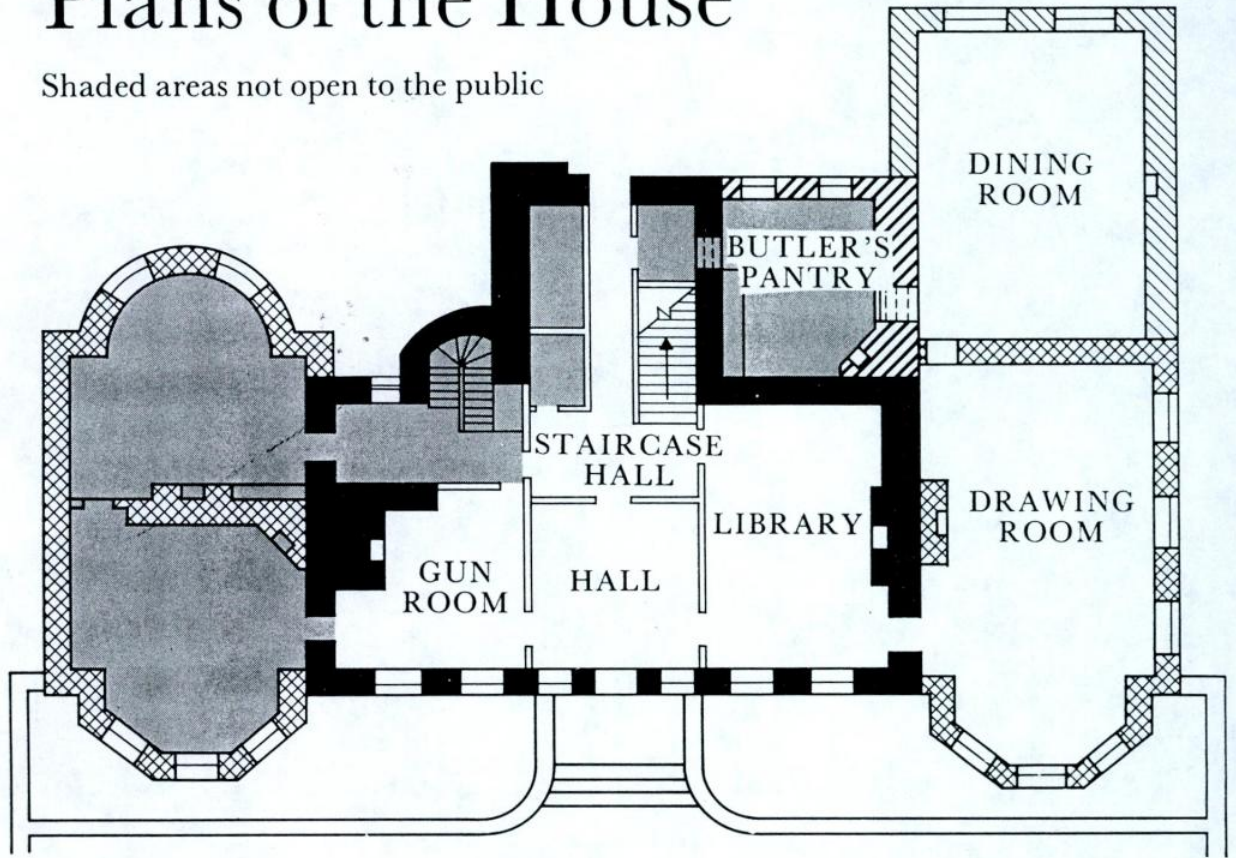 Plans of the House
Shaded areas not open to the public
DINING
ROOM
BUTLER'S
PANTRY
STAIRCASE
HALL
DRAWING
ROOM
LIBRARY
GUN
ROOM
HALL